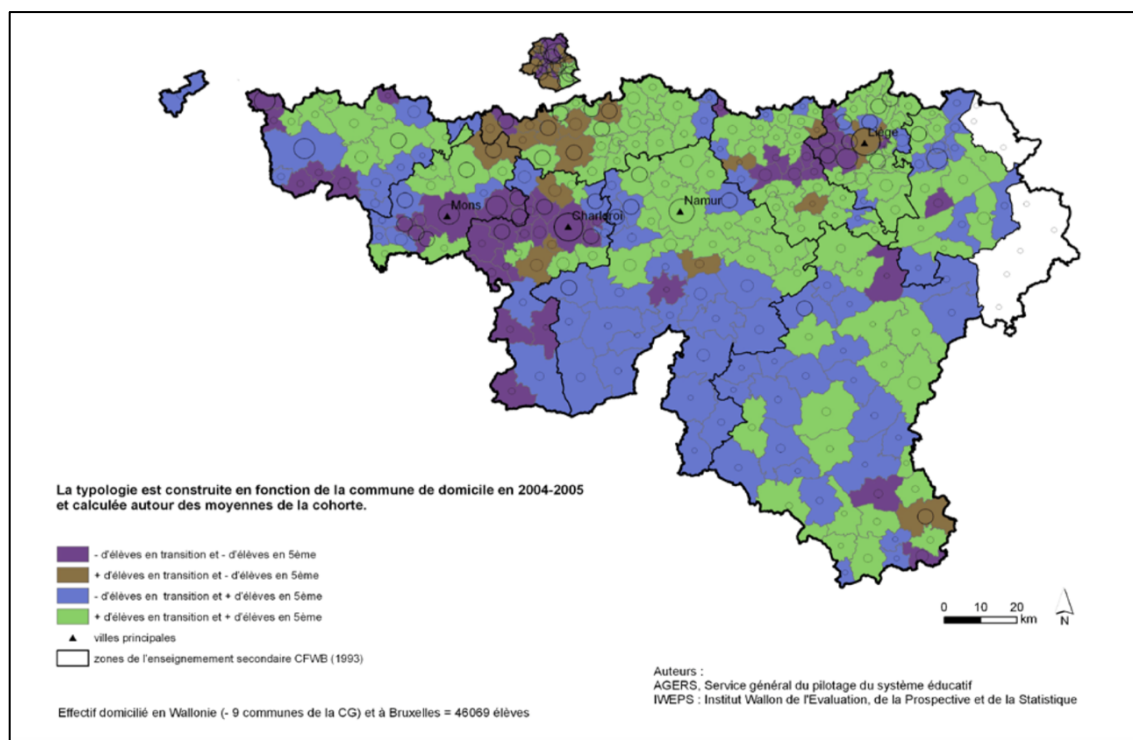 Liège
Mons
Charleroi
Namur
La typologie est construite en fonction de la commune de domicile en 2004-2005
et calculée autour des moyennes de la cohorte.
- d'élèves en transition et - d'élèves en 5ème
+ d'élèves en transition et - d'élèves en 5ème
- d'élèves en transition et + d'élèves en 5ème
+ d'élèves en transition et + d'élèves en 5ème
villes principales
zones de l'enseignemement secondaire CFWB (1993)
0 10 20
km
N
Auteurs :
AGERS, Service général du pilotage du système éducatif
IWEPS : Institut Wallon de l'Evaluation, de la Prospective et de la Statistique
Effectif domicilié en Wallonie (- 9 communes de la CG) et à Bruxelles = 46069 élèves